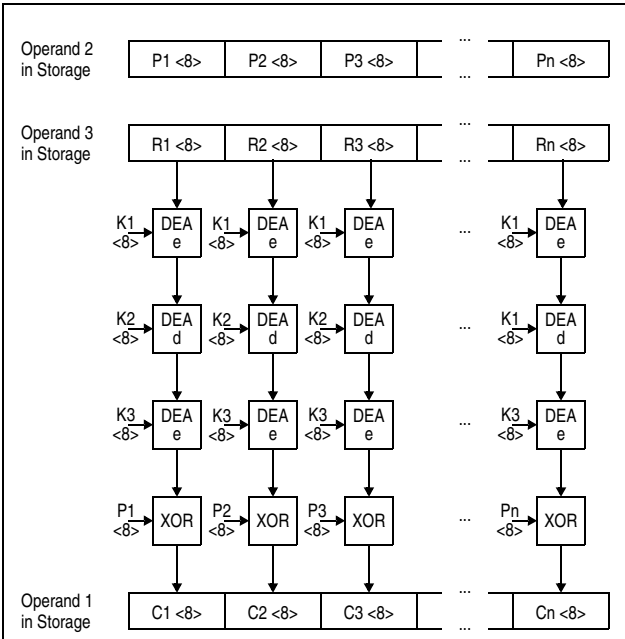 Operand 2
in Storage
P1 <8> P2 <8> P3 <8> ... ... Pn <8>
Operand 3
in Storage
R1 <8> R2 <8> R3 <8> ... ... Rn <8>
K1 <8> DEA e K1 <8> DEA e K1 <8> DEA e ... K1 <8> DEA e
K2 <8> DEA d K2 <8> DEA d K2 <8> DEA d ... K1 <8> DEA d
K3 <8> DEA e K3 <8> DEA e K3 <8> DEA e ... K3 <8> DEA e
P1 <8> XOR P2 <8> XOR P3 <8> XOR ... Pn <8> XOR
Operand 1
in Storage
C1 <8> C2 <8> C3 <8> ... ... Cn <8>